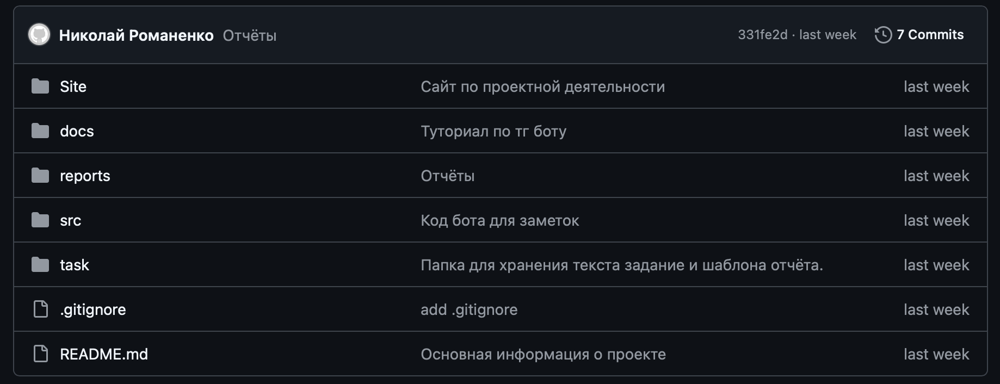 Николай Романенко Отчёты 331fe2d · last week 7 Commits
Site Сайт по проектной деятельности last week
docs Туториал по тг боту last week
reports Отчёты last week
src Код бота для заметок last week
task Папка для хранения текста задание и шаблона отчёта. last week
.gitignore add .gitignore last week
README.md Основная информация о проекте last week